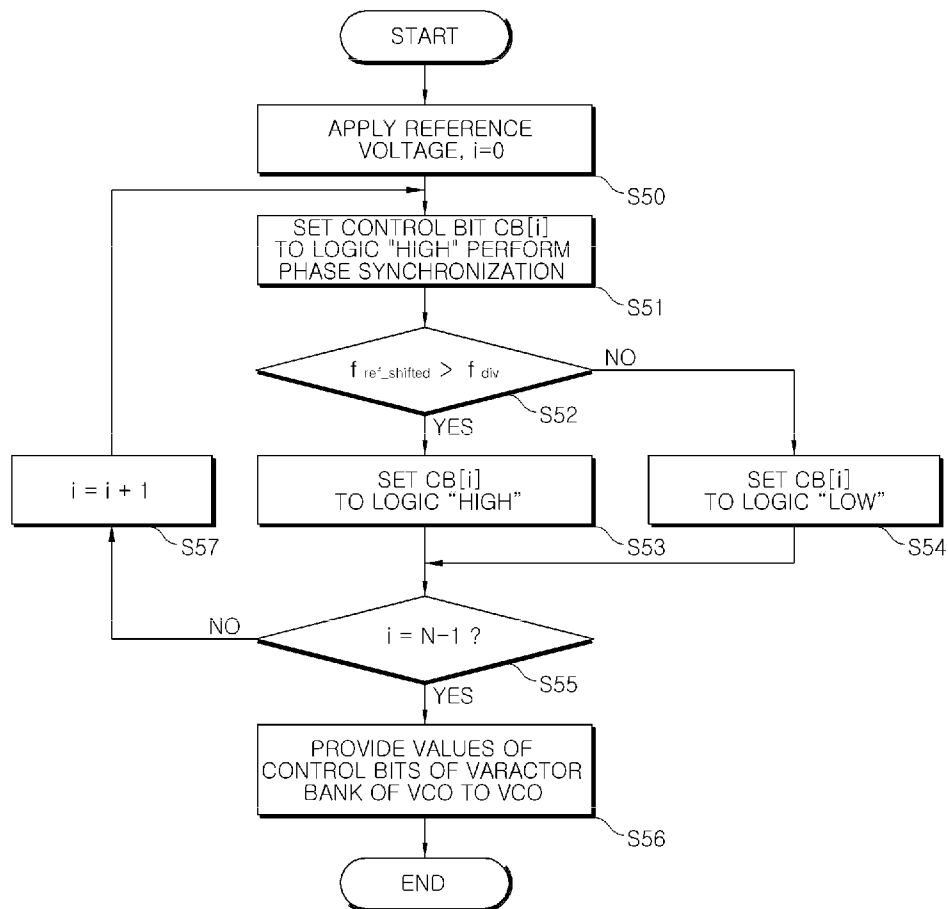 START
APPLY REFERENCE
VOLTAGE, i=0
S50
SET CONTROL BIT CB[i]
TO LOGIC "HIGH" PERFORM
PHASE SYNCHRONIZATION
S51
f ref_shifted > f div
NO
S52
YES
i = i + 1
SET CB[i]
TO LOGIC “HIGH”
SET CB[i]
TO LOGIC “LOW”
S57
S53
S54
NO
i = N-1 ?
S55
YES
PROVIDE VALUES OF
CONTROL BITS OF VARACTOR
BANK OF VCO TO VCO
S56
END